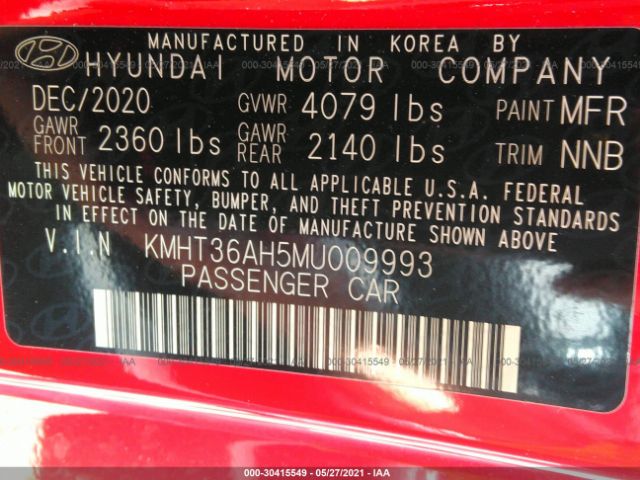 MANUFACTURED IN KOREA BY
HYUNDAI MOTOR COMPANY
DEC/2020 GVWR 4079 lbs PAINT MFR
GAWR FRONT 2360 lbs GAWR REAR 2140 lbs TRIM NNB
THIS VEHICLE CONFORMS TO ALL APPLICABLE U.S.A. FEDERAL
MOTOR VEHICLE SAFETY, BUMPER, AND THEFT PREVENTION STANDARDS
IN EFFECT ON THE DATE OF MANUFACTURE SHOWN ABOVE
V.I.N KMHT36AH5MU009993
PASSENGER CAR
000-30415549 - 05/27/2021 - IAA